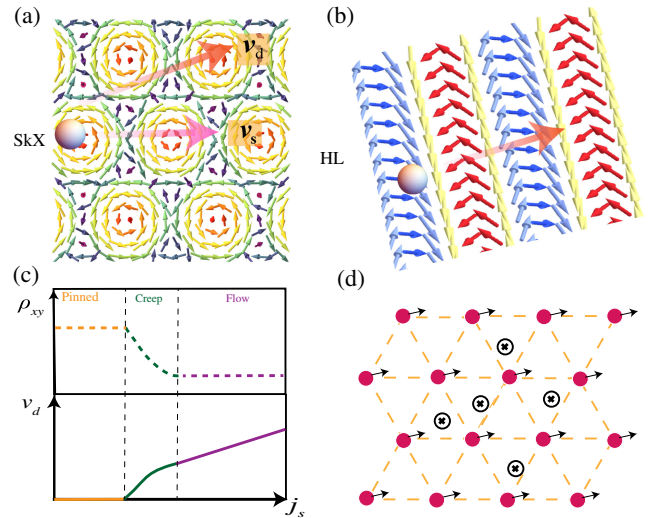 (a)
v_d
SkX
v_s
(b)
HL
(c)
ρ_xy
Pinned
Creep
Flow
v_d
j_s
(d)